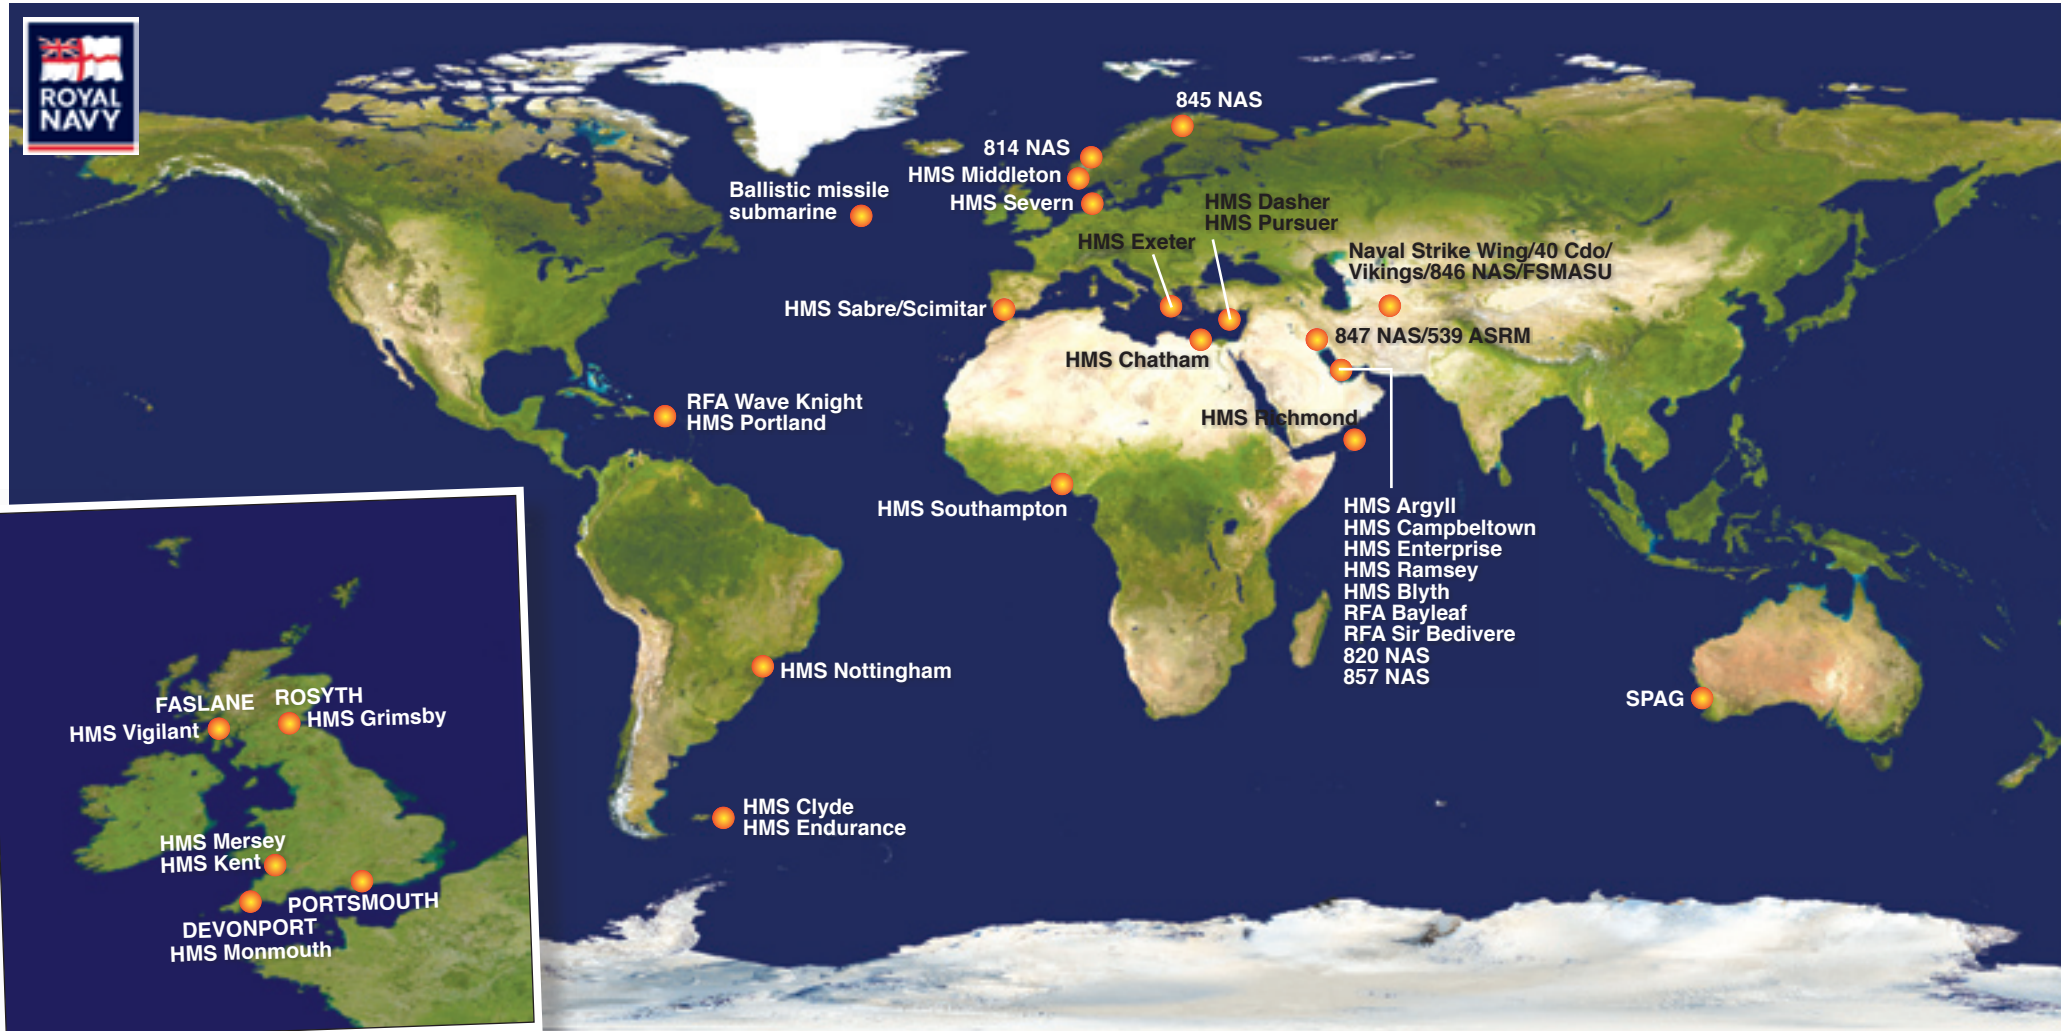 ROYAL
NAVY
845 NAS
814 NAS
HMS Middleton
HMS Severn
Ballistic missile
submarine
HMS Dasher
HMS Pursuer
HMS Exeter
Naval Strike Wing/40 Cdo/
Vikings/846 NAS/FSMASU
HMS Sabre/Scimitar
847 NAS/539 ASRM
HMS Chatham
RFA Wave Knight
HMS Portland
HMS Richmond
HMS Southampton
HMS Argyll
HMS Campbeltown
HMS Enterprise
HMS Ramsey
HMS Blyth
RFA Bayleaf
RFA Sir Bedivere
820 NAS
857 NAS
HMS Nottingham
SPAG
HMS Clyde
HMS Endurance
FASLANE
HMS Vigilant
ROSYTH
HMS Grimsby
HMS Mersey
HMS Kent
PORTSMOUTH
DEVONPORT
HMS Monmouth